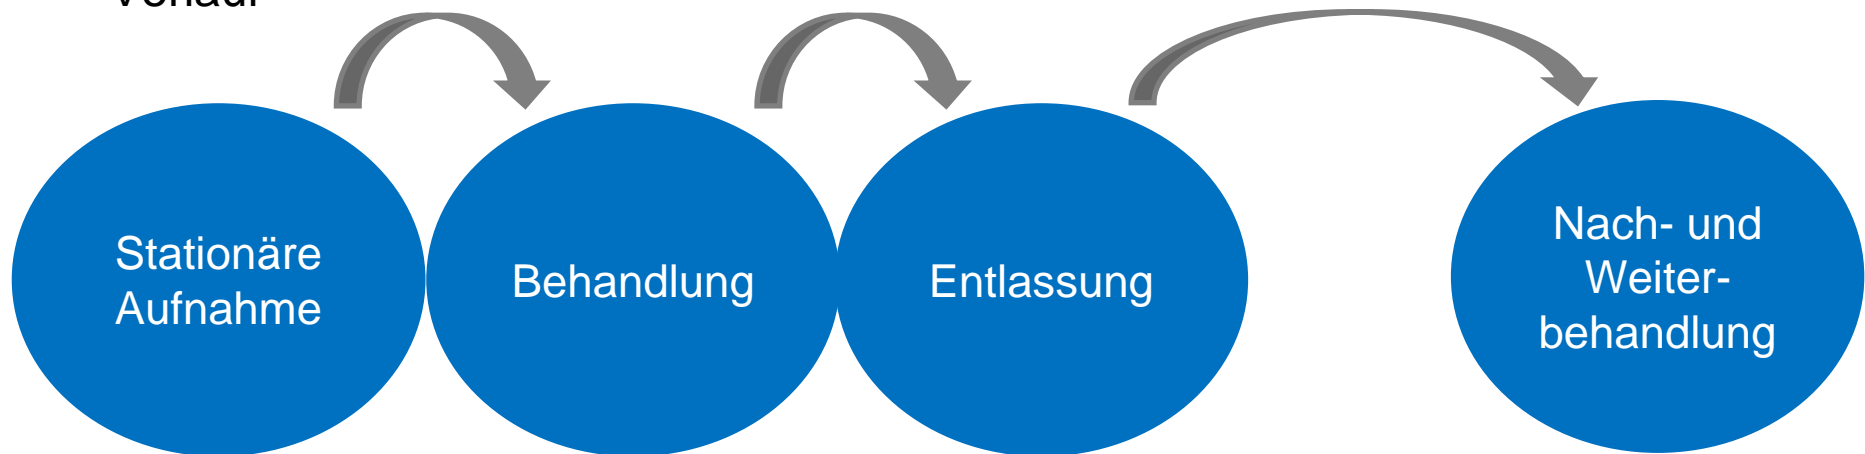 Stationäre
Aufnahme
Behandlung
Entlassung
Nach- und
Weiter-
behandlung